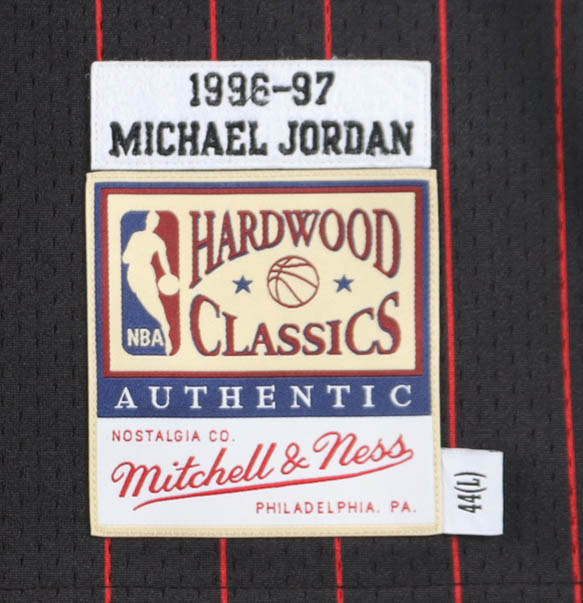 1996-97
MICHAEL JORDAN
HARDWOOD
CLASSICS
NBA
AUTHENTIC
NOSTALGIA CO.
Mitchell & Ness
PHILADELPHIA, PA.
44(L)